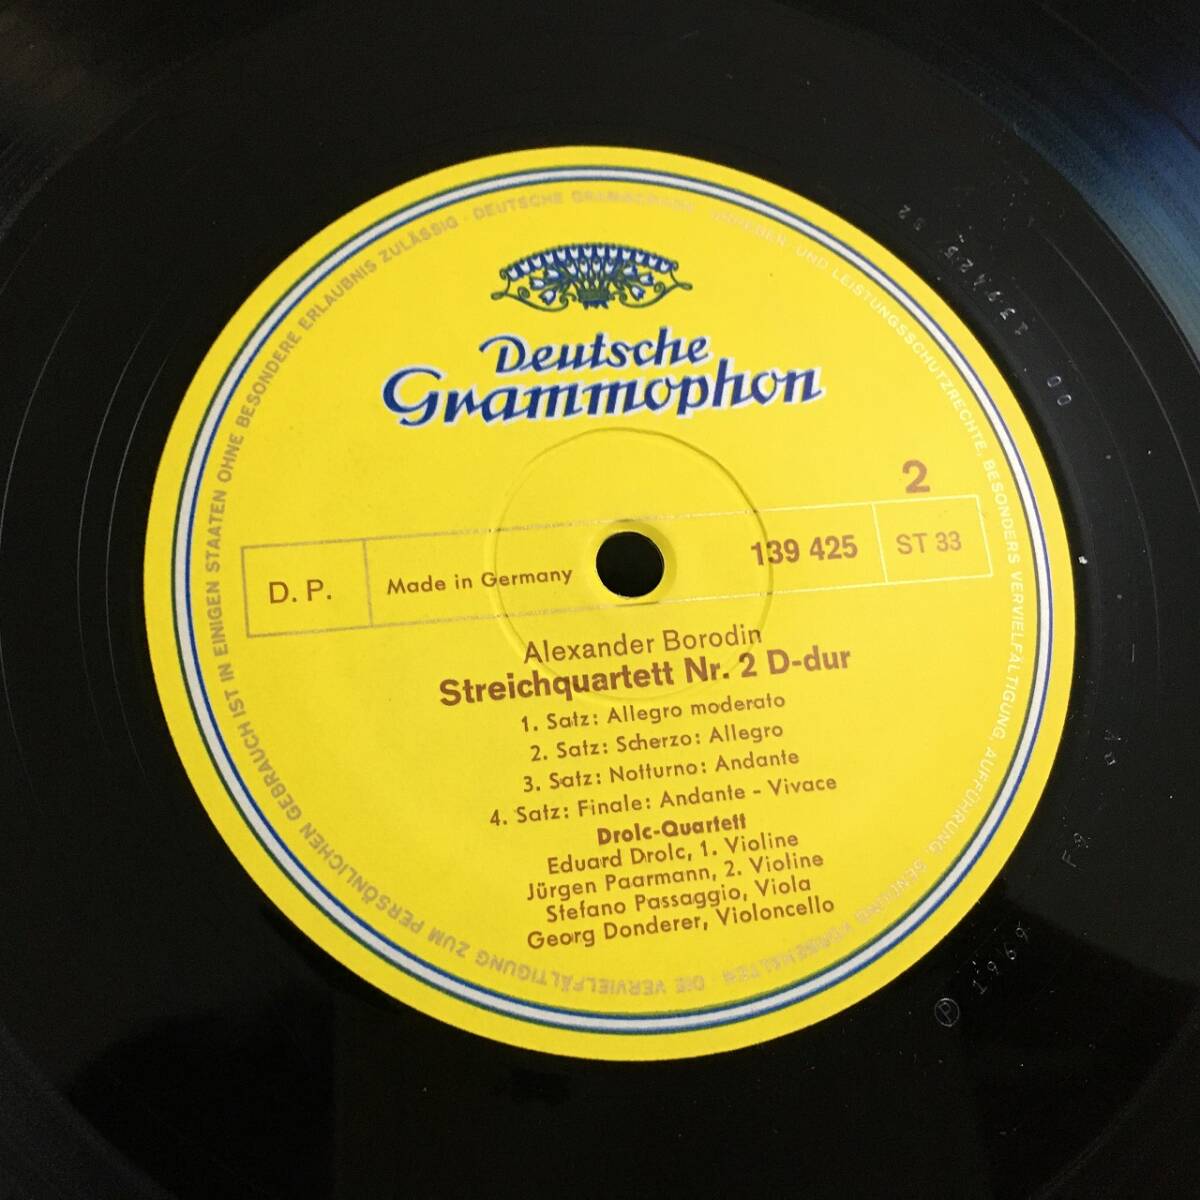 Deutsche
Grammophon
2
D. P.
Made in Germany
139 425
ST 33
Alexander Borodin
Streichquartett Nr. 2 D-dur
1. Satz: Allegro moderato
2. Satz: Scherzo: Allegro
3. Satz: Notturno: Andante
4. Satz: Finale: Andante - Vivace
Drolc-Quartett
Eduard Drolc, 1. Violine
Jürgen Paarmann, 2. Violine
Stefano Passaggio, Viola
Georg Donderer, Violoncello
DEUTSCHE GRAMMOPHON · URHEBER- UND LEISTUNGSSCHUTZRECHTE, BESONDERS VERVIELFÄLTIGUNG, AUFFÜHRUNG, SENDUNG VORBEHALTEN · DIE VERVIELFÄLTIGUNG ZUM PERSÖNLICHEN GEBRAUCH IST IN EINIGEN STAATEN OHNE BESONDERE ERLAUBNIS ZULÄSSIG ·
00
℗ 1969